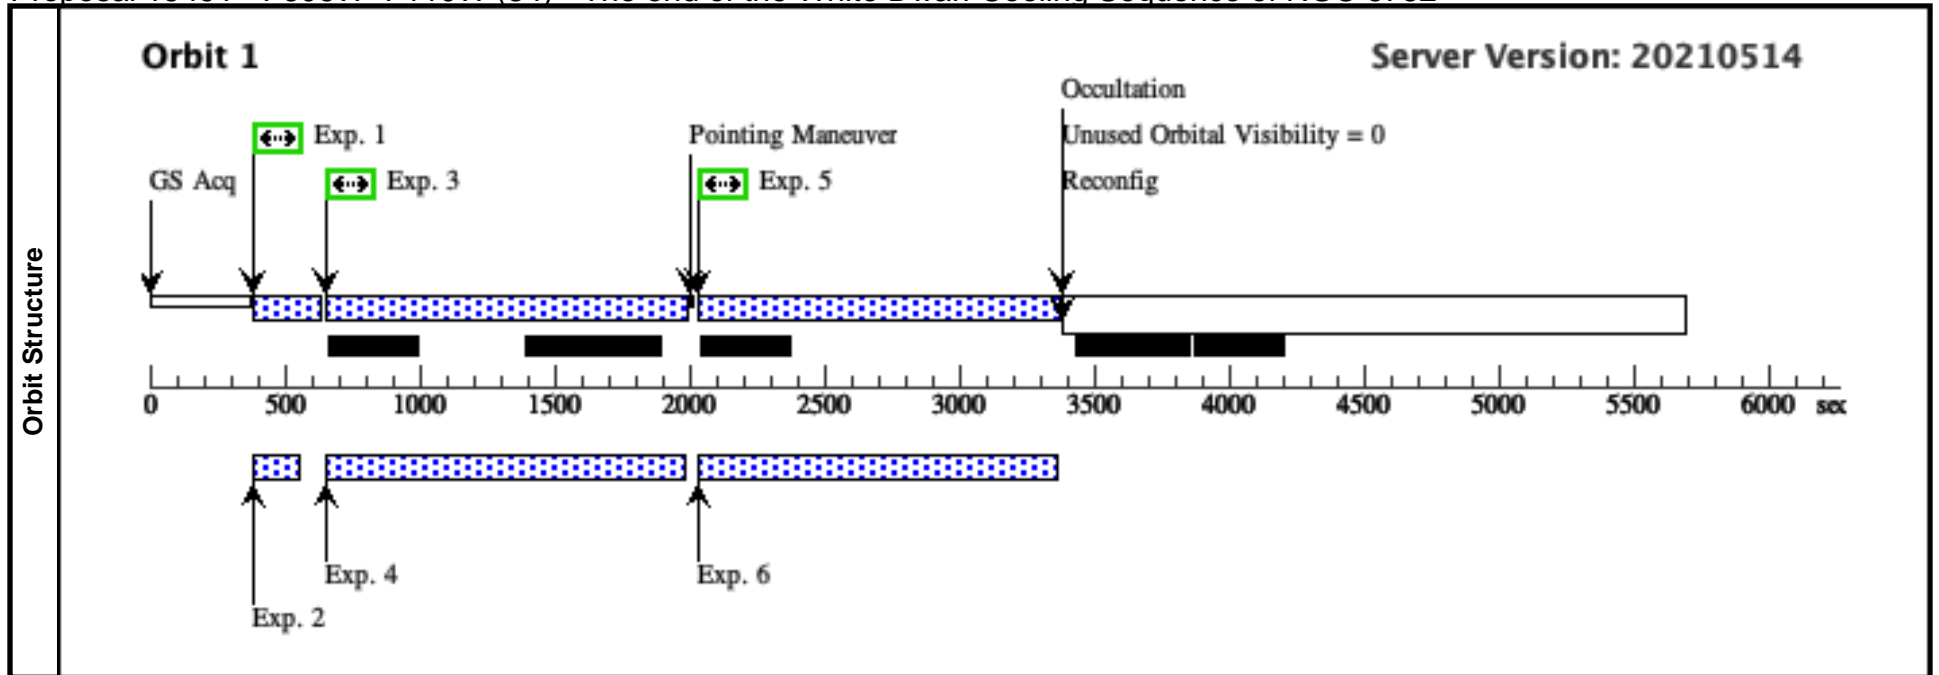 Orbit 1
Server Version: 20210514
Occultation
Exp. 1
Pointing Maneuver
Unused Orbital Visibility = 0
GS Acq
Exp. 3
Exp. 5
Reconfig
Orbit Structure
0 500 1000 1500 2000 2500 3000 3500 4000 4500 5000 5500 6000 sec
Exp. 4
Exp. 6
Exp. 2